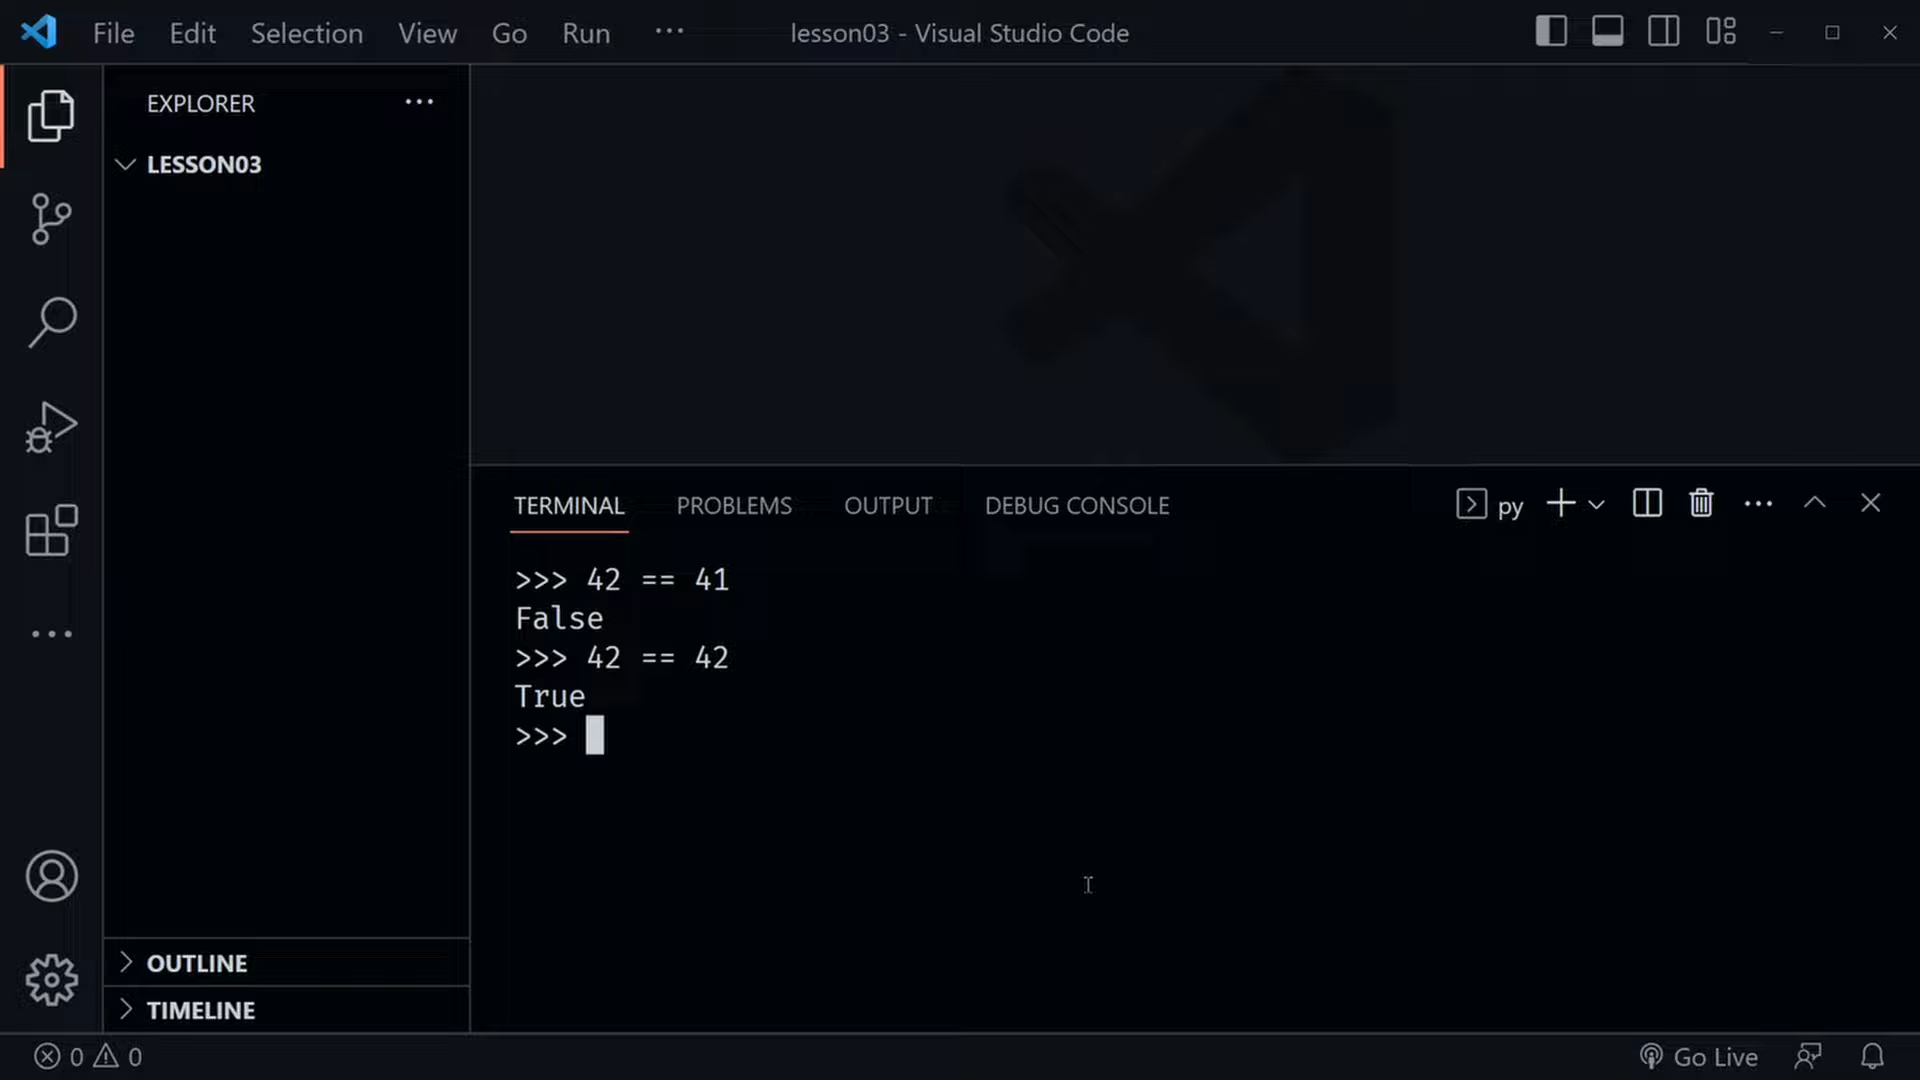 File Edit Selection View Go Run ... lesson03 - Visual Studio Code
EXPLORER ...
LESSON03
TERMINAL PROBLEMS OUTPUT DEBUG CONSOLE py
>>> 42 == 41
False
>>> 42 == 42
True
>>>
OUTLINE
TIMELINE
0 0 Go Live